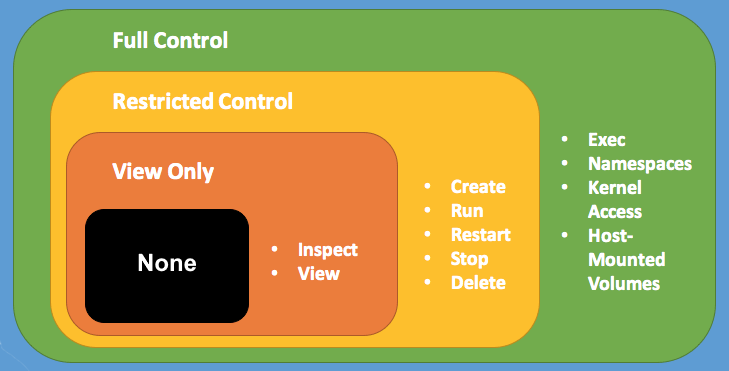 Full Control
Restricted Control
View Only
None
• Inspect
• View
• Create
• Run
• Restart
• Stop
• Delete
• Exec
• Namespaces
• Kernel
Access
• Host-
Mounted
Volumes